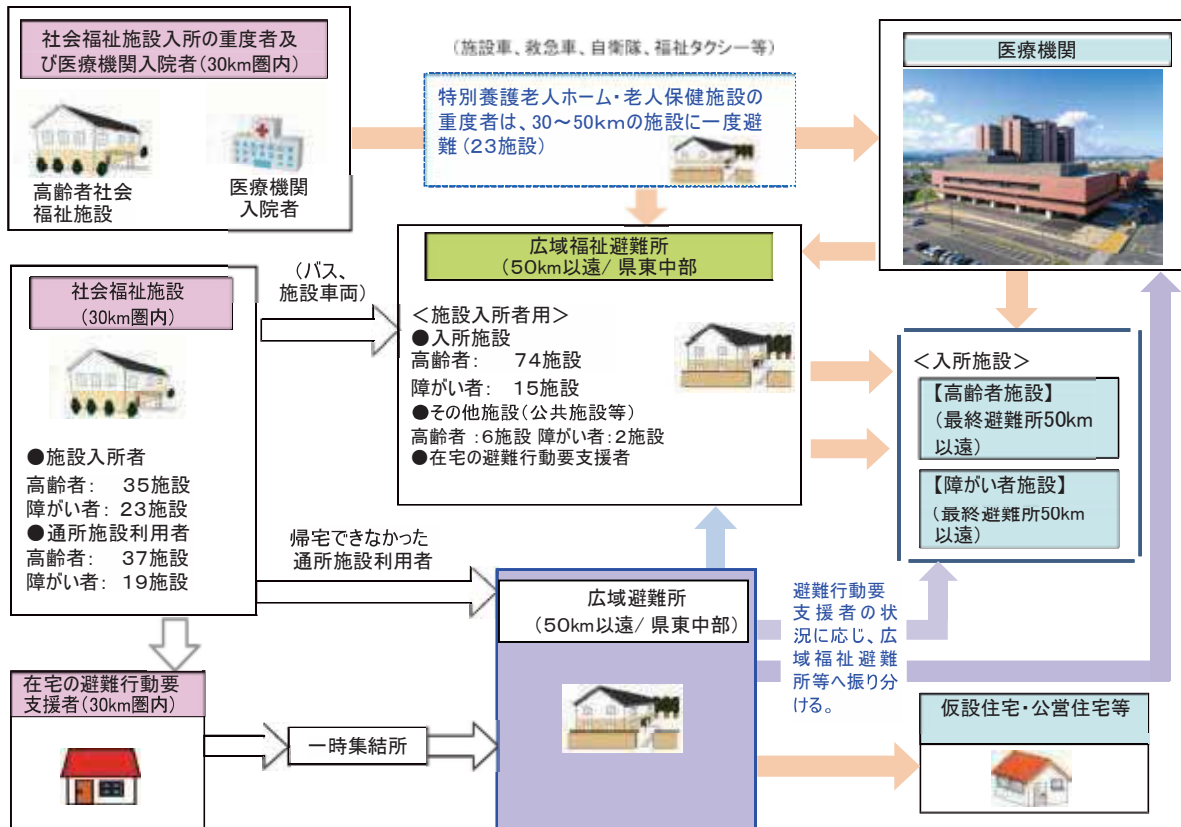 社会福祉施設入所の重度者及
び医療機関入院者(30km圏内)
高齢者社会
福祉施設
医療機関
入院者
(施設車、救急車、自衛隊、福祉タクシー等)
特別養護老人ホーム・老人保健施設の
重度者は、30～50kmの施設に一度避
難(23施設)
医療機関
社会福祉施設
(30km圏内)
●施設入所者
高齢者: 35施設
障がい者: 23施設
●通所施設利用者
高齢者: 37施設
障がい者: 19施設
(バス、
施設車両)
広域福祉避難所
(50km以遠/県東中部
＜施設入所者用＞
●入所施設
高齢者: 74施設
障がい者: 15施設
●その他施設(公共施設等)
高齢者:6施設 障がい者:2施設
●在宅の避難行動要支援者
＜入所施設＞
【高齢者施設】
(最終避難所50km
以遠)
【障がい者施設】
(最終避難所50km
以遠)
帰宅できなかった
通所施設利用者
広域避難所
(50km以遠/県東中部)
避難行動要
支援者の状
況に応じ、広
域福祉避難
所等へ振り分
ける。
在宅の避難行動要
支援者(30km圏内)
一時集結所
仮設住宅・公営住宅等